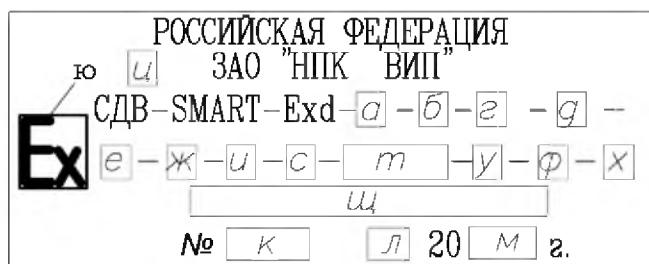 РОССИЙСКАЯ ФЕДЕРАЦИЯ
ю ц ЗАО "НПК ВИП"
СДВ-SMART-Exd-а-б-г-д-
Ex е-ж-и-с-т-у-ф-х
щ
№ к л 20 м г.